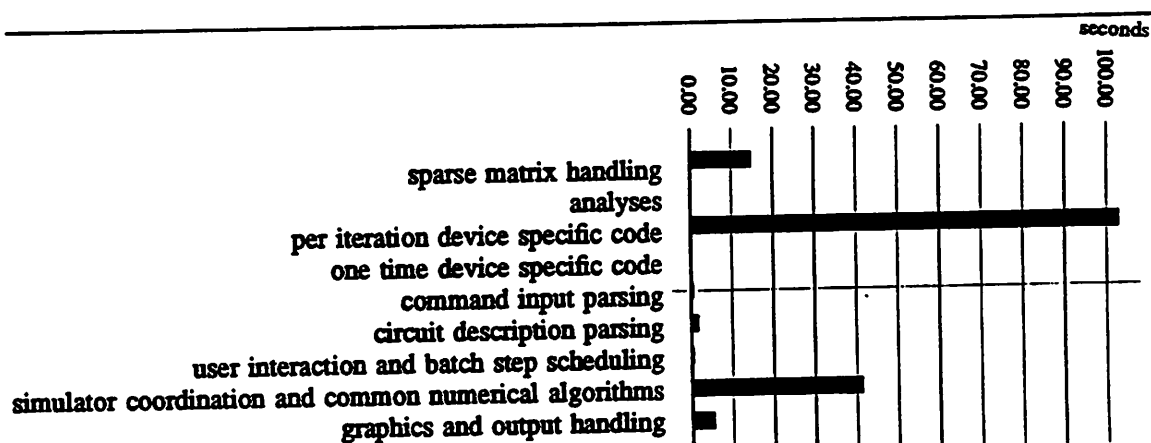 seconds
0.00
10.00
20.00
30.00
40.00
50.00
60.00
70.00
80.00
90.00
100.00
sparse matrix handling
analyses
per iteration device specific code
one time device specific code
command input parsing
circuit description parsing
user interaction and batch step scheduling
simulator coordination and common numerical algorithms
graphics and output handling